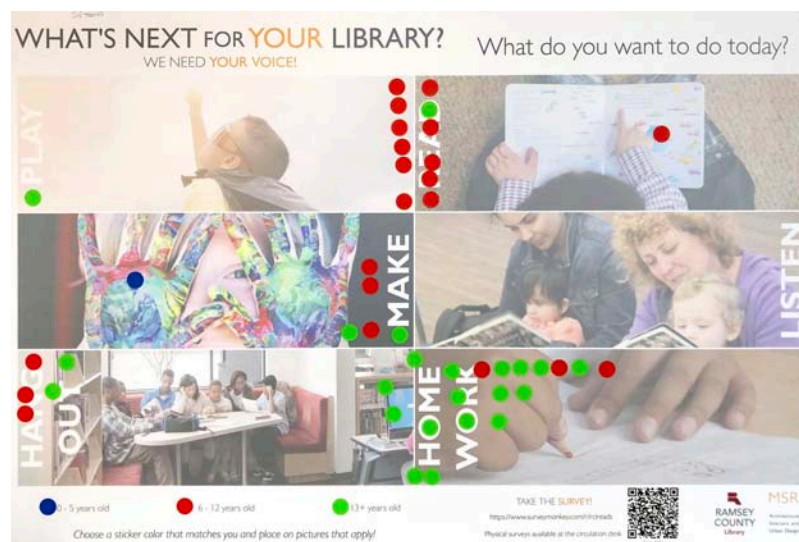 WHAT'S NEXT FOR YOUR LIBRARY?
WE NEED YOUR VOICE!
What do you want to do today?
PLAY
READ
MAKE
LISTEN
HANG
OUT
HOME
WORK
0 - 5 years old
6 - 12 years old
13+ years old
Choose a sticker color that matches you and place on pictures that apply!
TAKE THE SURVEY!
Physical surveys available at the circulation desk
RAMSEY
COUNTY
Library
MSR